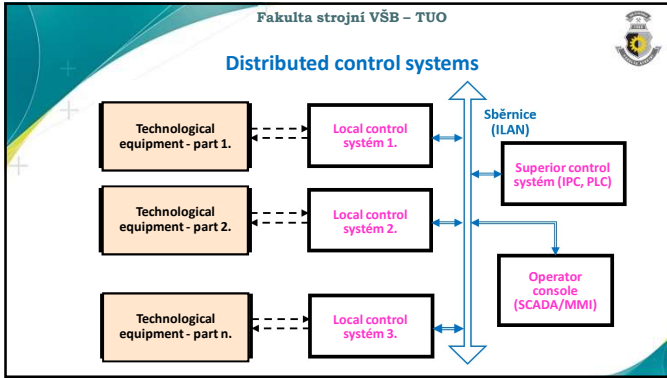 Fakulta strojní VŠB – TUO
Distributed control systems
Technological
equipment - part 1.
Local control
systém 1.
Sběrnice
(ILAN)
Superior control
systém (IPC, PLC)
Technological
equipment - part 2.
Local control
systém 2.
Operator
console
(SCADA/MMI)
Technological
equipment - part n.
Local control
systém 3.